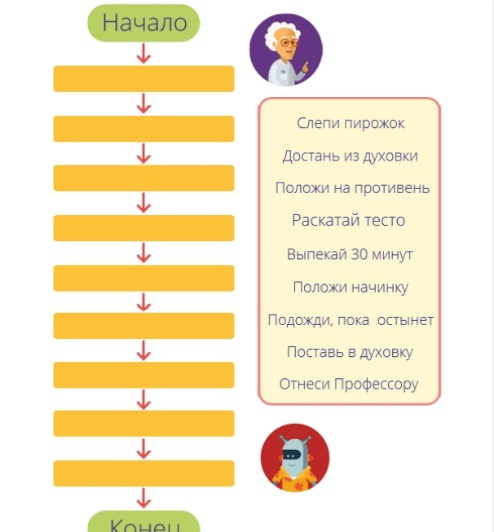 Начало
Слепи пирожок
Достань из духовки
Положи на противень
Раскатай тесто
Выпекай 30 минут
Положи начинку
Подожди, пока остынет
Поставь в духовку
Отнеси Профессору
Конец